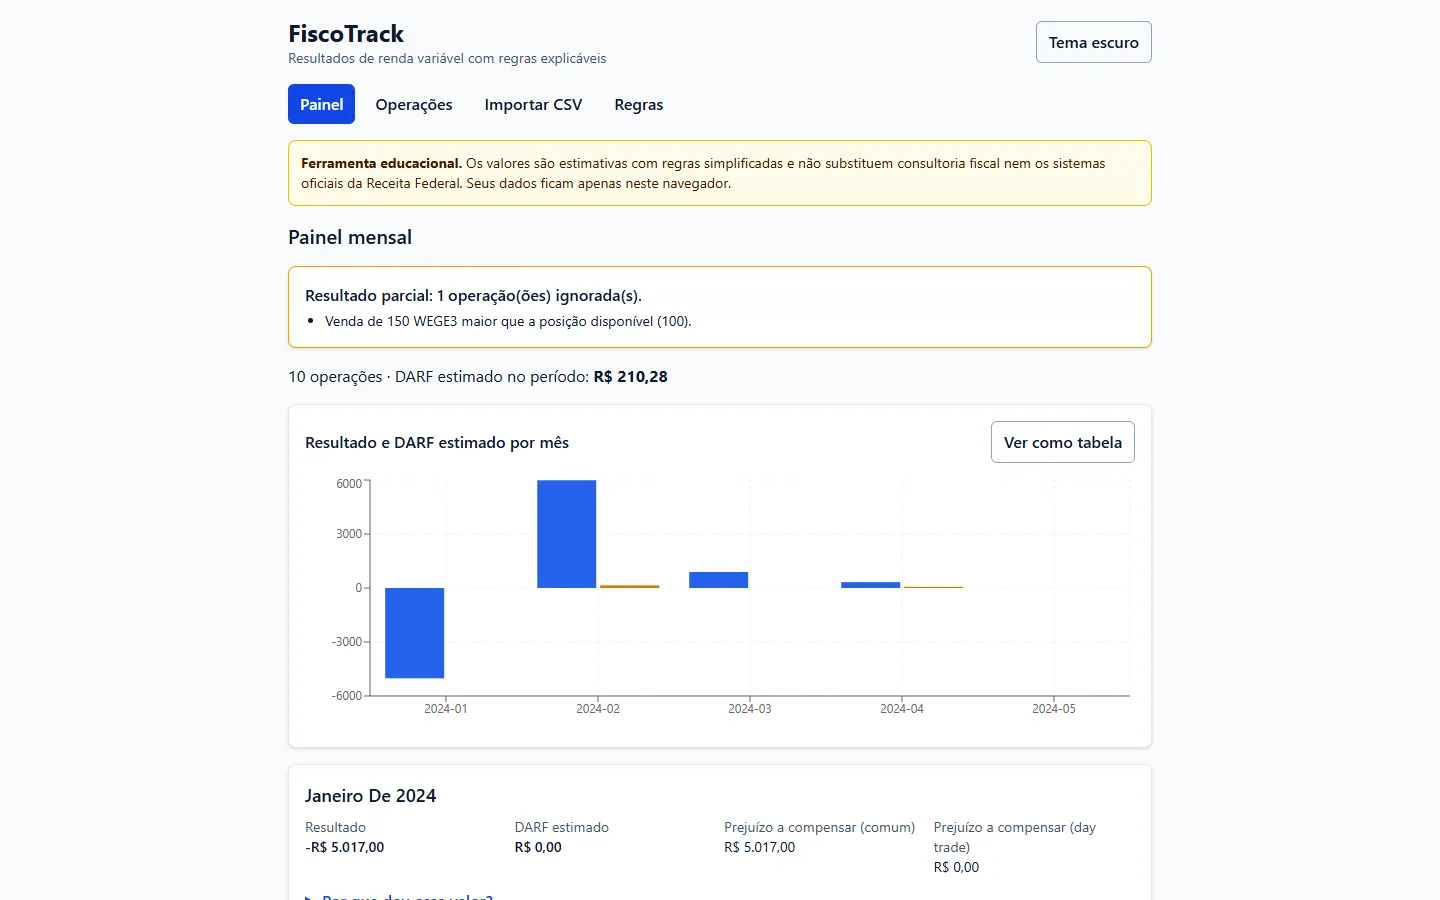 FiscoTrack
Resultados de renda variável com regras explicáveis
Tema escuro
Painel
Operações
Importar CSV
Regras
Ferramenta educacional. Os valores são estimativas com regras simplificadas e não substituem consultoria fiscal nem os sistemas
oficiais da Receita Federal. Seus dados ficam apenas neste navegador.
Painel mensal
Resultado parcial: 1 operação(ões) ignorada(s).
Venda de 150 WEGE3 maior que a posição disponível (100).
10 operações · DARF estimado no período: R$ 210,28
Resultado e DARF estimado por mês
Ver como tabela
6000
3000
0
-3000
-6000
2024-01
2024-02
2024-03
2024-04
2024-05
Janeiro De 2024
Resultado
-R$ 5.017,00
DARF estimado
R$ 0,00
Prejuízo a compensar (comum)
R$ 5.017,00
Prejuízo a compensar (day
trade)
R$ 0,00
Por que deu esse valor?